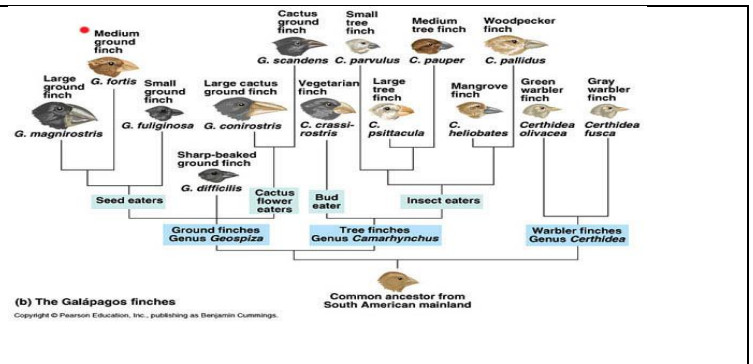 Cactus
ground
finch
G. scandens
Small
tree
finch
C. parvulus
Medium
tree finch
C. pauper
Woodpecker
finch
C. pallidus
Medium
ground
finch
G. fortis
Large
ground
finch
G. magnirostris
Small
ground
finch
G. fuliginosa
Large cactus
ground finch
G. conirostris
Vegetarian
finch
C. crassi-
rostris
Large
tree
finch
C.
psittacula
Mangrove
finch
C.
heliobates
Green
warbler
finch
Certhidea
olivacea
Gray
warbler
finch
Certhidea
fusca
Sharp-beaked
ground finch
G. difficilis
Seed eaters
Cactus
flower
eaters
Bud
eater
Insect eaters
Ground finches
Genus Geospiza
Tree finches
Genus Camarhynchus
Warbler finches
Genus Certhidea
Common ancestor from
South American mainland
(b) The Galápagos finches
Copyright © Pearson Education, Inc., publishing as Benjamin Cummings.